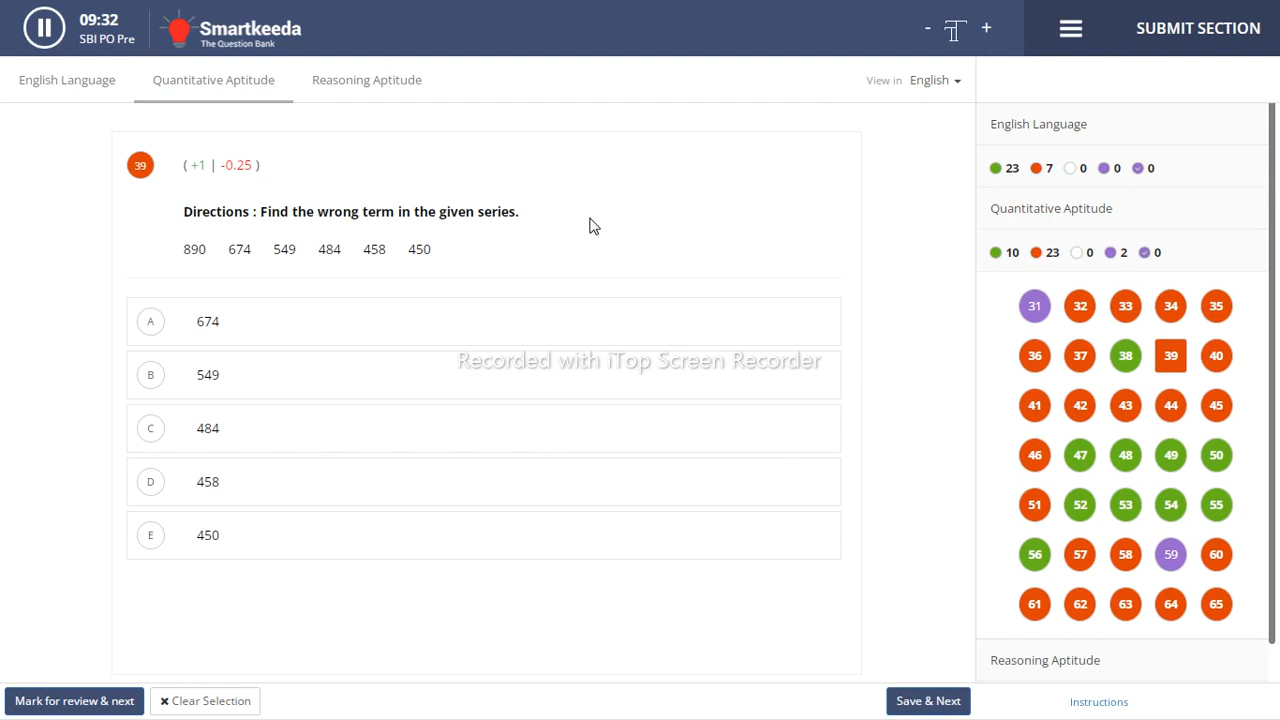 09:32
SBI PO Pre
Smartkeeda
The Question Bank
- T +
SUBMIT SECTION
English Language Quantitative Aptitude Reasoning Aptitude
View in English
39 ( +1 | -0.25 )
Directions : Find the wrong term in the given series.
890 674 549 484 458 450
A 674
B 549
C 484
D 458
E 450
Recorded with iTop Screen Recorder
English Language
23 7 0 0 0
Quantitative Aptitude
10 23 0 2 0
31 32 33 34 35
36 37 38 39 40
41 42 43 44 45
46 47 48 49 50
51 52 53 54 55
56 57 58 59 60
61 62 63 64 65
Reasoning Aptitude
Mark for review & next Clear Selection Save & Next Instructions